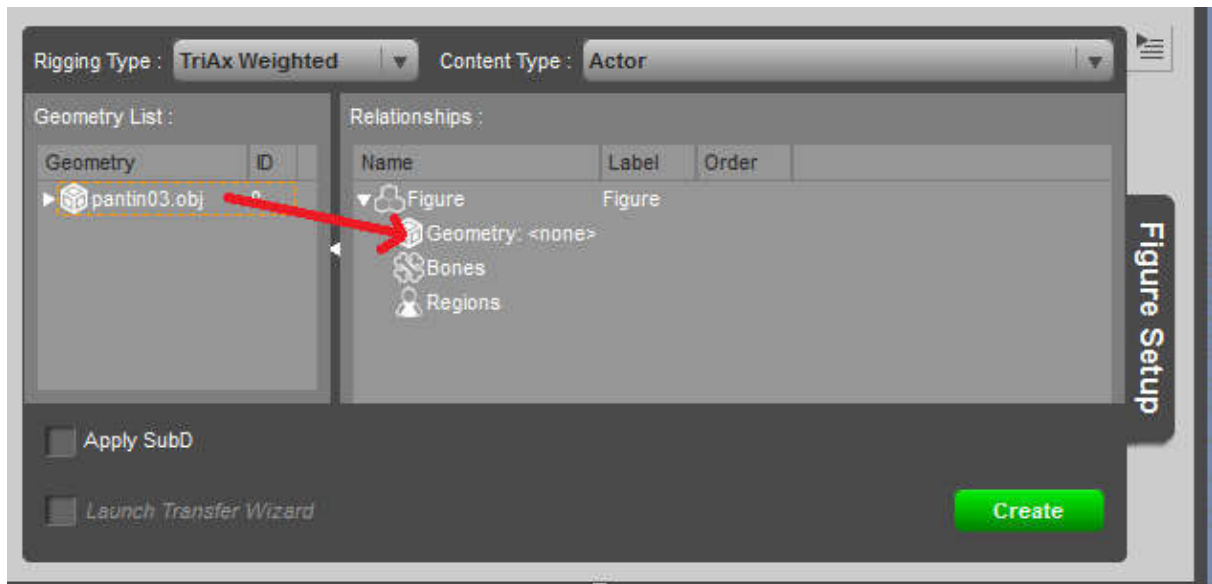 Rigging Type : TriAx Weighted Content Type : Actor
Geometry List : Relationships :
Geometry ID Name Label Order
pantin03.obj Figure Figure
Geometry: <none>
Bones
Regions
Figure Setup
Apply SubD
Launch Transfer Wizard
Create